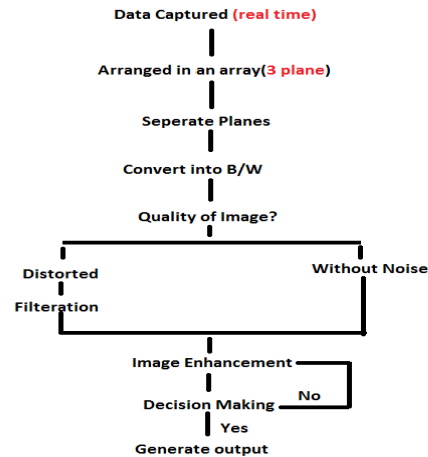 Data Captured (real time)
Arranged in an array(3 plane)
Seperate Planes
Convert into B/W
Quality of Image?
Distorted
Without Noise
Filteration
Image Enhancement
No
Decision Making
Yes
Generate output